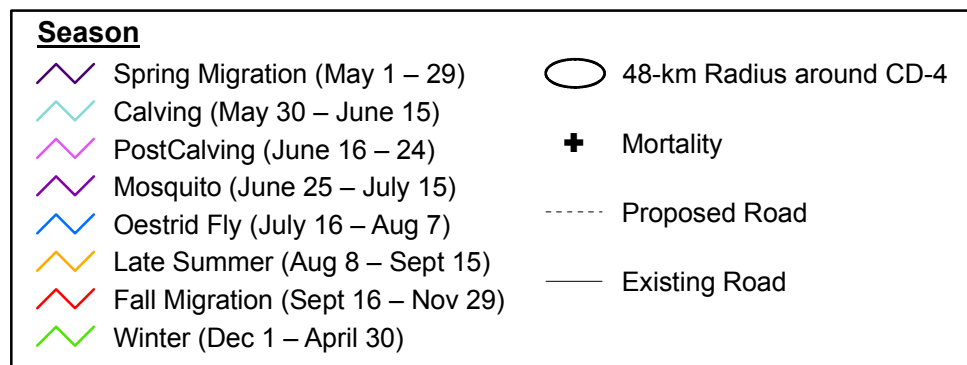 Season
Spring Migration (May 1 – 29)
Calving (May 30 – June 15)
PostCalving (June 16 – 24)
Mosquito (June 25 – July 15)
Oestrid Fly (July 16 – Aug 7)
Late Summer (Aug 8 – Sept 15)
Fall Migration (Sept 16 – Nov 29)
Winter (Dec 1 – April 30)
48-km Radius around CD-4
Mortality
Proposed Road
Existing Road